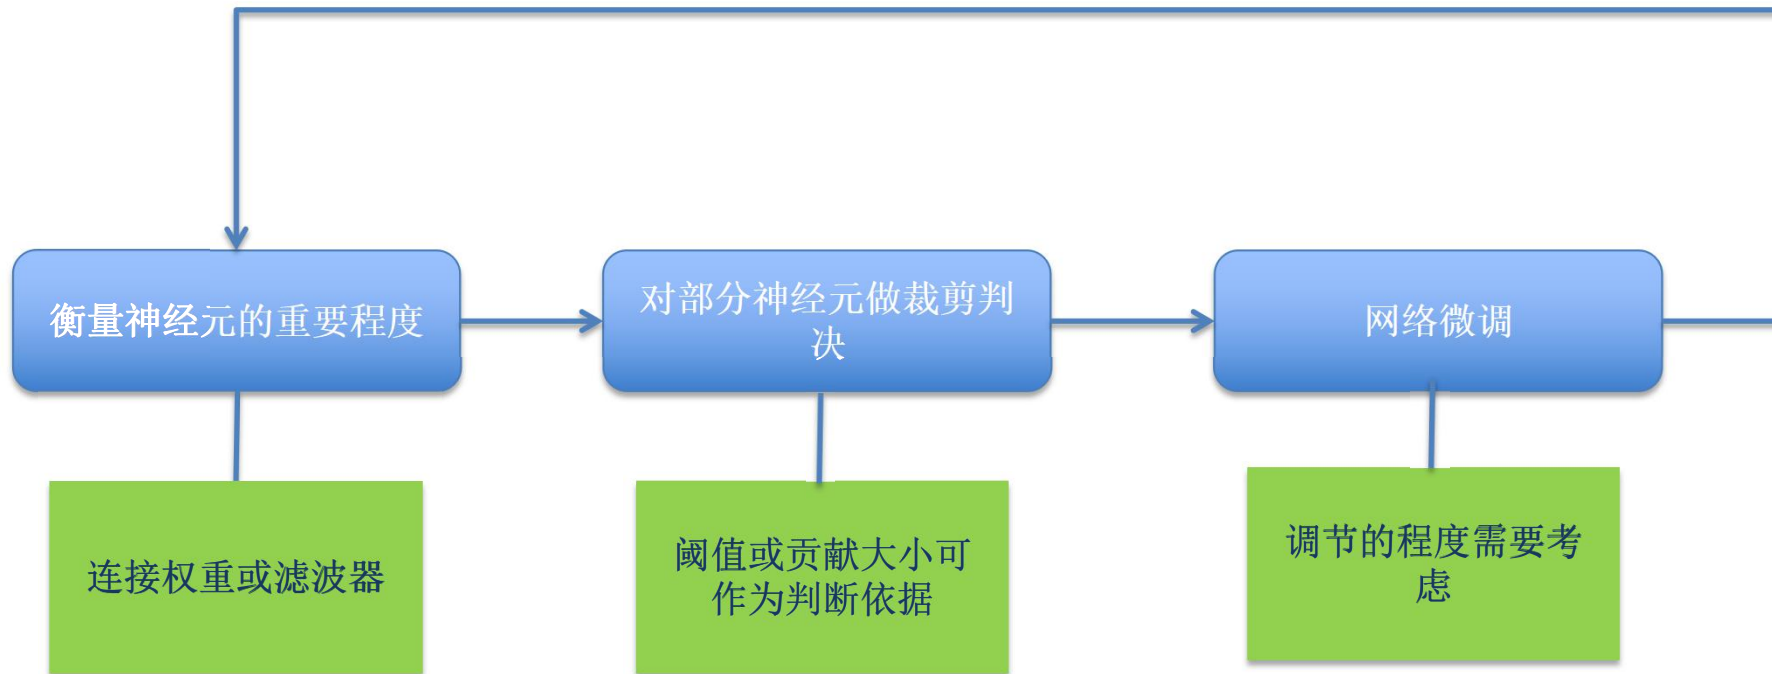 衡量神经元的重要程度
对部分神经元做裁剪判
决
网络微调
连接权重或滤波器
阈值或贡献大小可
作为判断依据
调节的程度需要考
虑